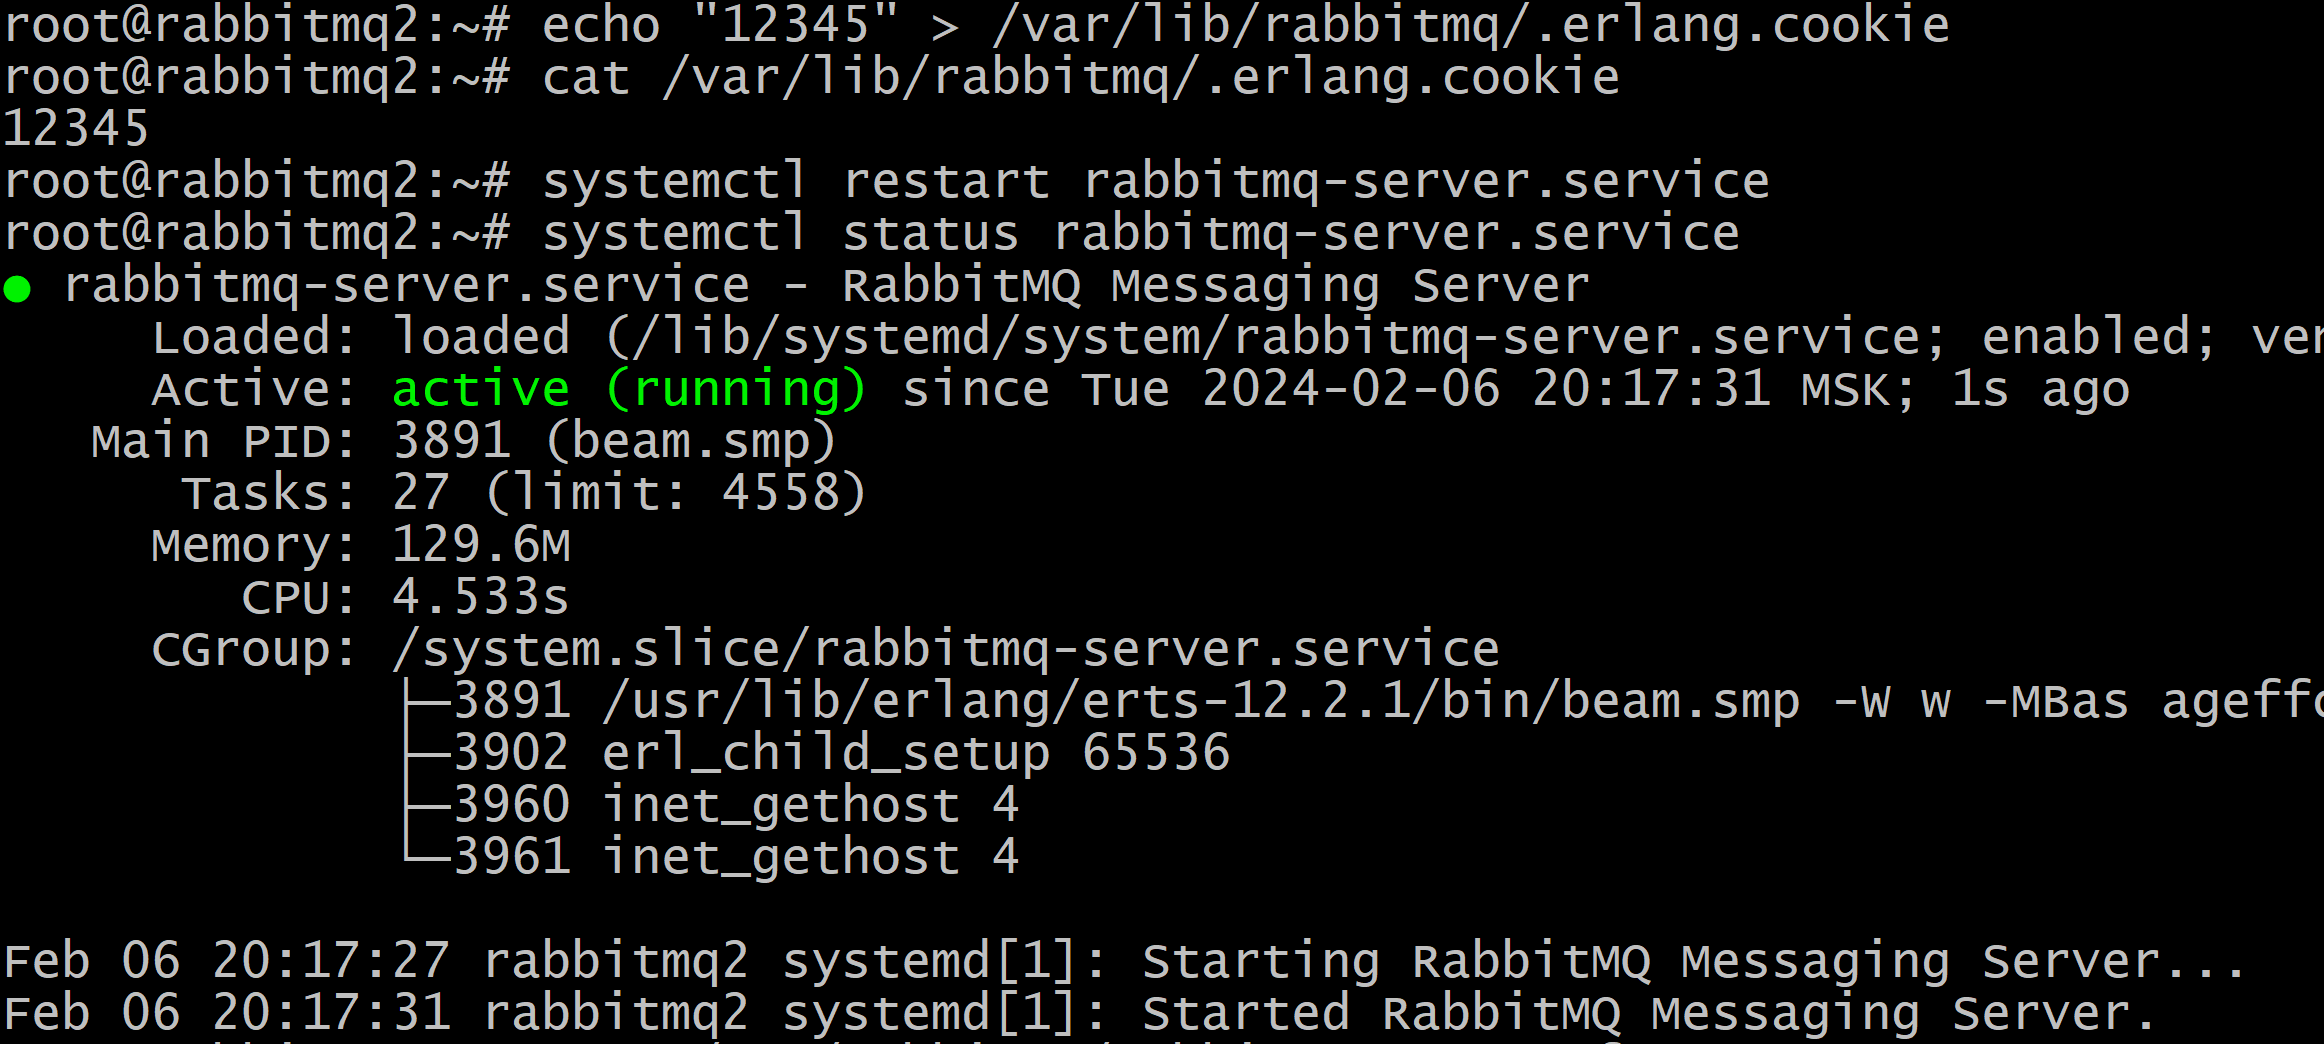 root@rabbitmq2:~# echo "12345" > /var/lib/rabbitmq/.erlang.cookie
root@rabbitmq2:~# cat /var/lib/rabbitmq/.erlang.cookie
12345
root@rabbitmq2:~# systemctl restart rabbitmq-server.service
root@rabbitmq2:~# systemctl status rabbitmq-server.service
● rabbitmq-server.service - RabbitMQ Messaging Server
Loaded: loaded (/lib/systemd/system/rabbitmq-server.service; enabled; ven
Active: active (running) since Tue 2024-02-06 20:17:31 MSK; 1s ago
Main PID: 3891 (beam.smp)
Tasks: 27 (limit: 4558)
Memory: 129.6M
CPU: 4.533s
CGroup: /system.slice/rabbitmq-server.service
├─3891 /usr/lib/erlang/erts-12.2.1/bin/beam.smp -W w -MBas ageffc
├─3902 erl_child_setup 65536
├─3960 inet_gethost 4
└─3961 inet_gethost 4
Feb 06 20:17:27 rabbitmq2 systemd[1]: Starting RabbitMQ Messaging Server...
Feb 06 20:17:31 rabbitmq2 systemd[1]: Started RabbitMQ Messaging Server.